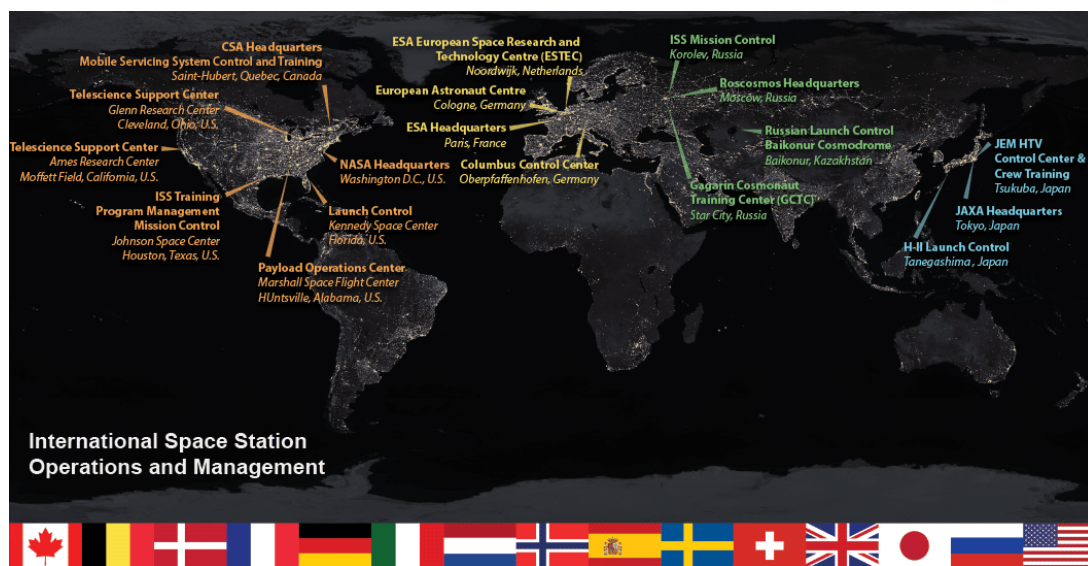 CSA Headquarters
Mobile Servicing System Control and Training
Saint-Hubert, Quebec, Canada
Telescience Support Center
Glenn Research Center
Cleveland, Ohio, U.S.
Telescience Support Center
Ames Research Center
Moffett Field, California, U.S.
NASA Headquarters
Washington D.C., U.S.
ISS Training
Program Management
Mission Control
Johnson Space Center
Houston, Texas, U.S.
Launch Control
Kennedy Space Center
Florida, U.S.
Payload Operations Center
Marshall Space Flight Center
HUntsville, Alabama, U.S.
ESA European Space Research and
Technology Centre (ESTEC)
Noordwijk, Netherlands
European Astronaut Centre
Cologne, Germany
ESA Headquarters
Paris, France
Columbus Control Center
Oberpfaffenhofen, Germany
ISS Mission Control
Korolev, Russia
Roscosmos Headquarters
Moscow, Russia
Russian Launch Control
Baikonur Cosmodrome
Baikonur, Kazakhstan
Gagarin Cosmonaut
Training Center (GCTC)
Star City, Russia
JEM HTV
Control Center &
Crew Training
Tsukuba, Japan
JAXA Headquarters
Tokyo, Japan
H-II Launch Control
Tanegashima , Japan
International Space Station
Operations and Management